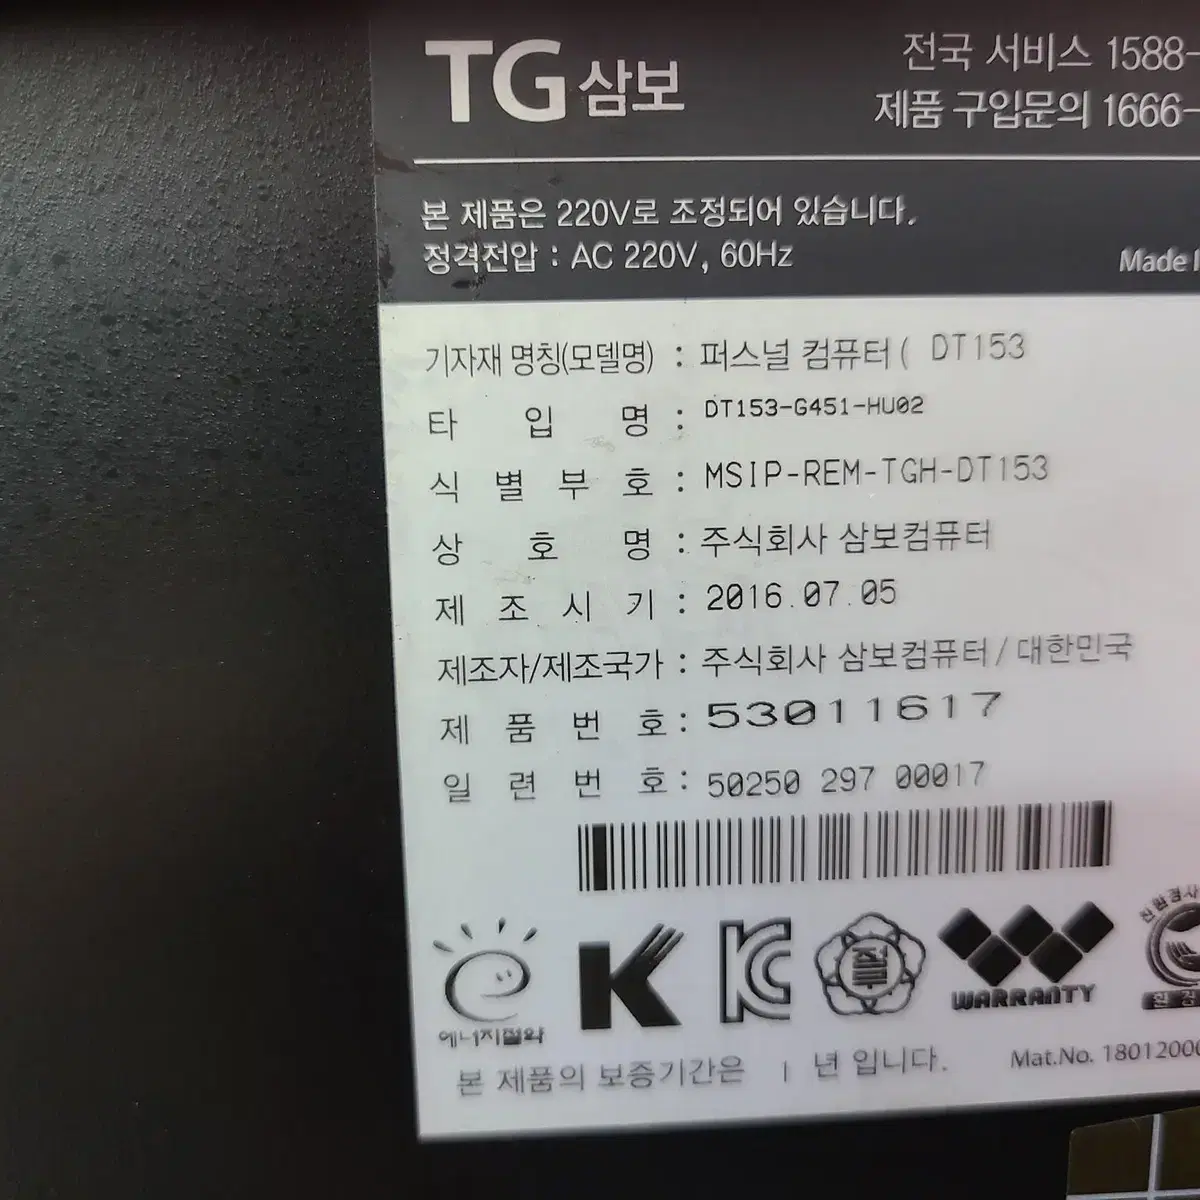 TG삼보
전국 서비스 1588-
제품 구입문의 1666-
본 제품은 220V로 조정되어 있습니다.
정격전압 : AC 220V, 60Hz
Made
기자재 명칭(모델명) : 퍼스널 컴퓨터( DT153
타 입 명 : DT153-G451-HU02
식 별 부 호 : MSIP-REM-TGH-DT153
상 호 명 : 주식회사 삼보컴퓨터
제 조 시 기 : 2016.07.05
제조자/제조국가 : 주식회사 삼보컴퓨터/대한민국
제 품 번 호 : 53011617
일 련 번 호 : 50250 297 00017
에너지절약
WARRANTY
본 제품의 보증기간은 1 년 입니다.
Mat.No. 18012000